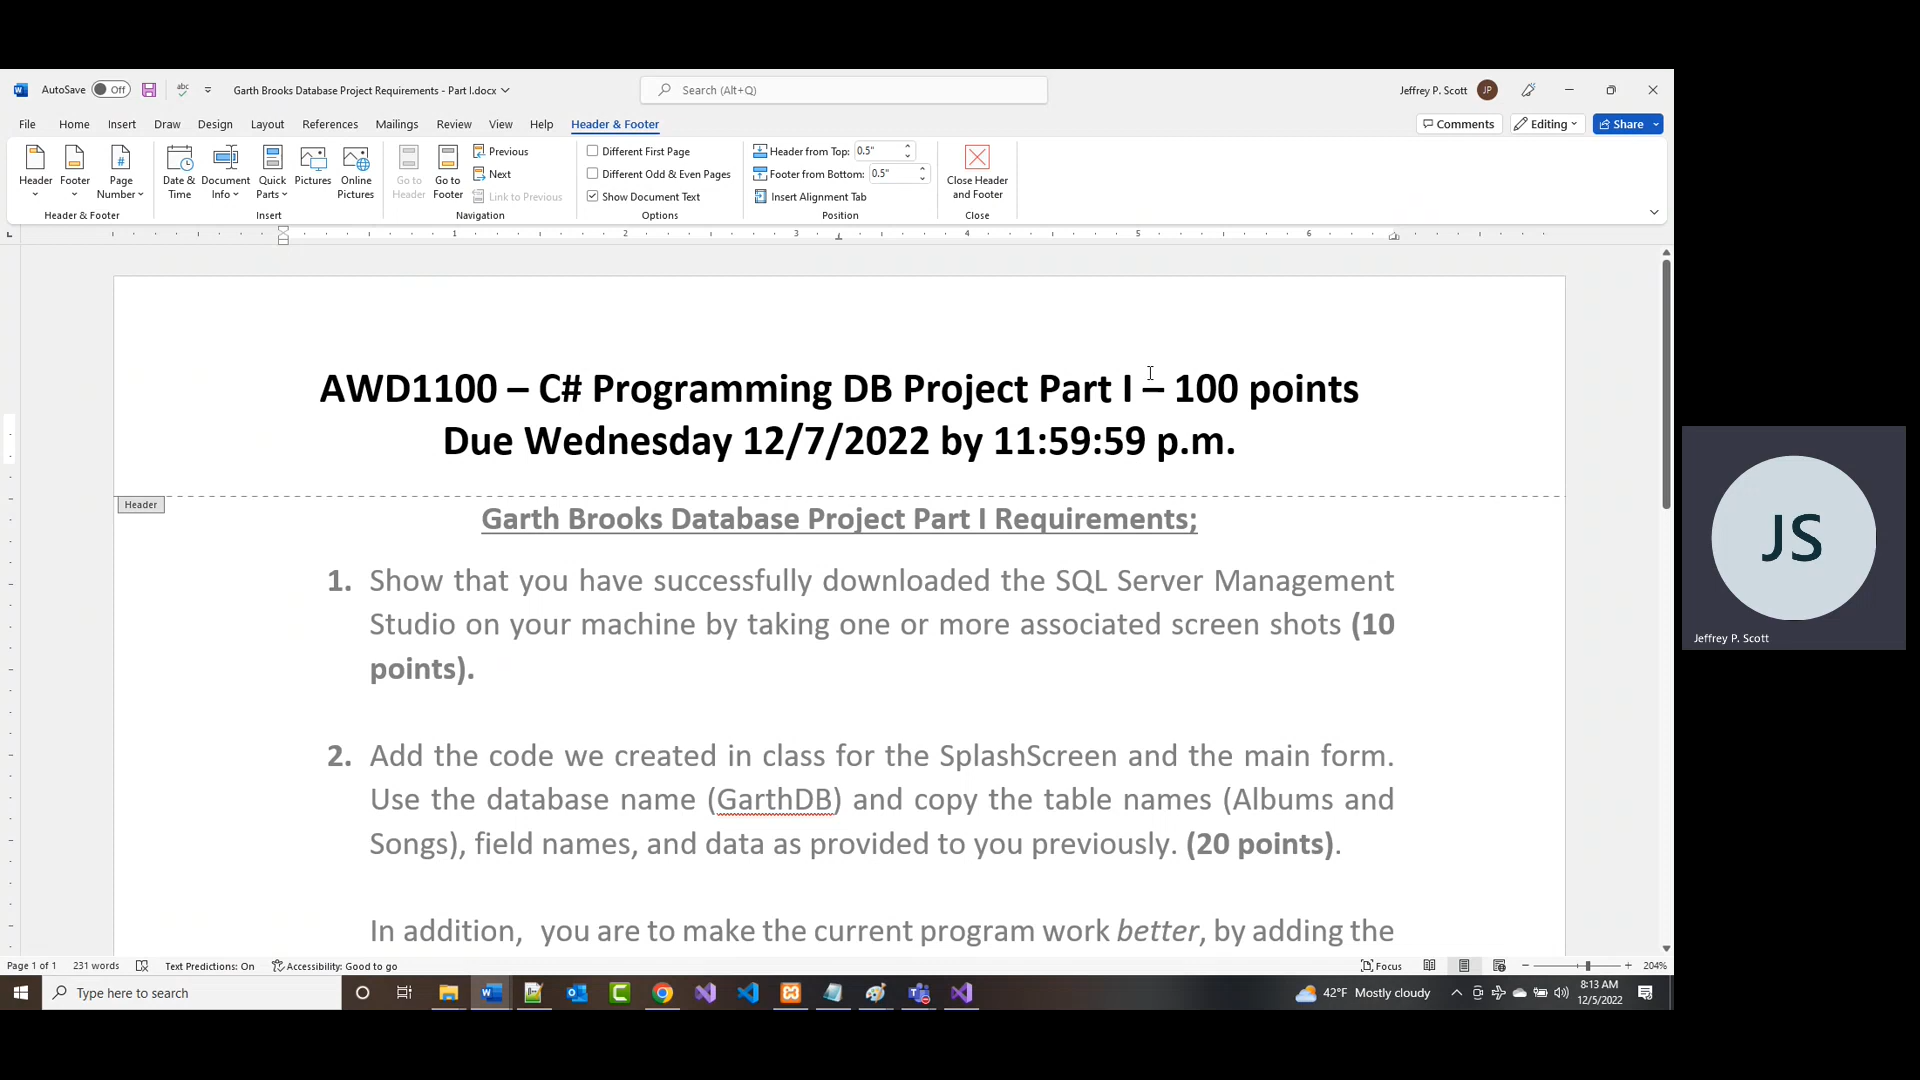 AutoSave Off abc Garth Brooks Database Project Requirements - Part I.docx Search (Alt+Q) Jeffrey P. Scott JP
File Home Insert Draw Design Layout References Mailings Review View Help Header & Footer Comments Editing Share
Header Footer Page Number Date & Time Document Info Quick Parts Pictures Online Pictures Go to Header Go to Footer
Previous
Next
Link to Previous
Different First Page
Different Odd & Even Pages
Show Document Text
Header from Top: 0.5"
Footer from Bottom: 0.5"
Insert Alignment Tab
Close Header and Footer
Header & Footer Insert Navigation Options Position Close
1 2 3 4 5 6
AWD1100 – C# Programming DB Project Part I – 100 points
Due Wednesday 12/7/2022 by 11:59:59 p.m.
Header
Garth Brooks Database Project Part I Requirements;
1. Show that you have successfully downloaded the SQL Server Management
Studio on your machine by taking one or more associated screen shots (10
points).
2. Add the code we created in class for the SplashScreen and the main form.
Use the database name (GarthDB) and copy the table names (Albums and
Songs), field names, and data as provided to you previously. (20 points).
In addition, you are to make the current program work better, by adding the
Page 1 of 1 231 words Text Predictions: On Accessibility: Good to go Focus 204%
Type here to search 42°F Mostly cloudy 8:13 AM
12/5/2022
JS
Jeffrey P. Scott